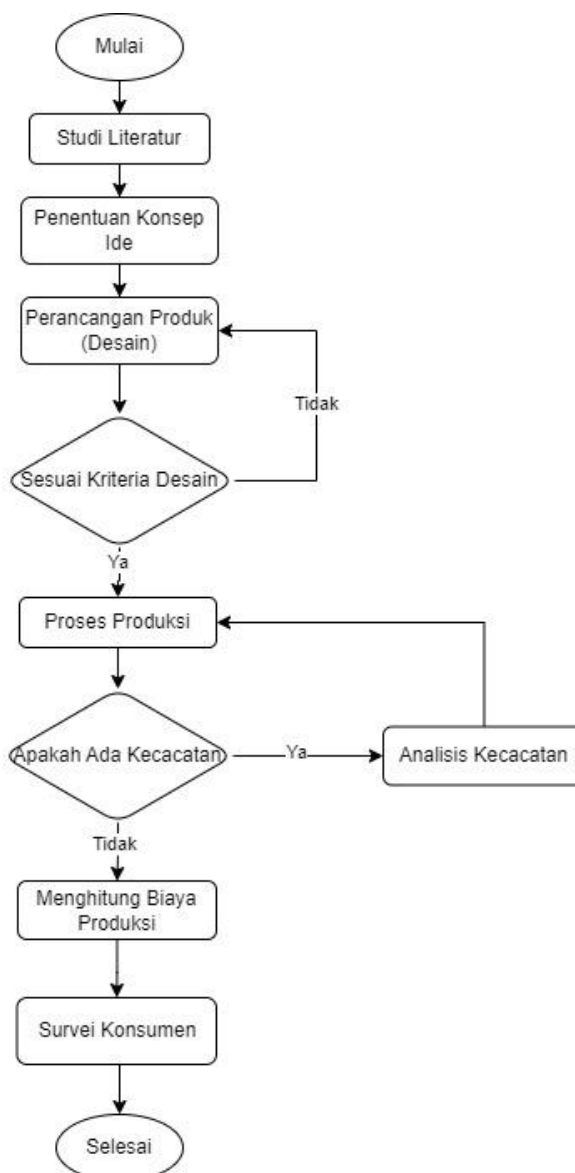 Mulai
Studi Literatur
Penentuan Konsep
Ide
Perancangan Produk
(Desain)
Tidak
Sesuai Kriteria Desain
Ya
Proses Produksi
Apakah Ada Kecacatan
Ya
Analisis Kecacatan
Tidak
Menghitung Biaya
Produksi
Survei Konsumen
Selesai